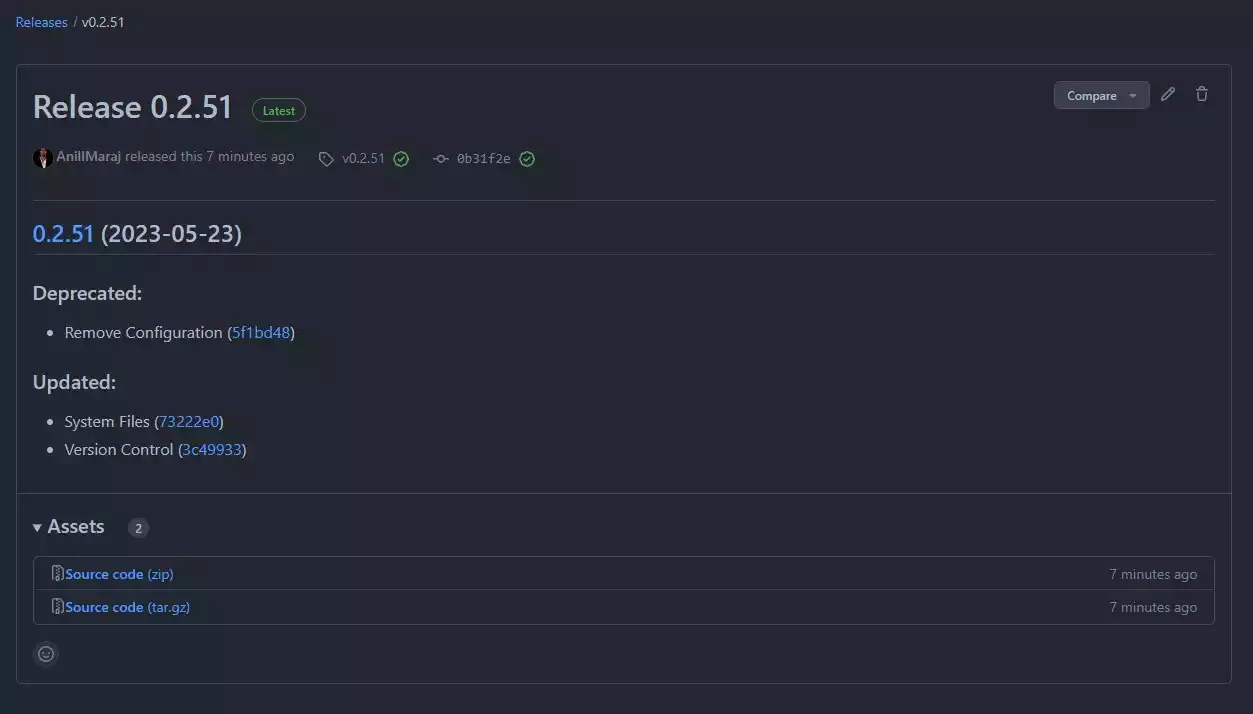 Releases / v0.2.51
Release 0.2.51 Latest
Compare
AnillMaraj released this 7 minutes ago v0.2.51 0b31f2e
0.2.51 (2023-05-23)
Deprecated:
Remove Configuration (5f1bd48)
Updated:
System Files (73222e0)
Version Control (3c49933)
Assets 2
Source code (zip) 7 minutes ago
Source code (tar.gz) 7 minutes ago